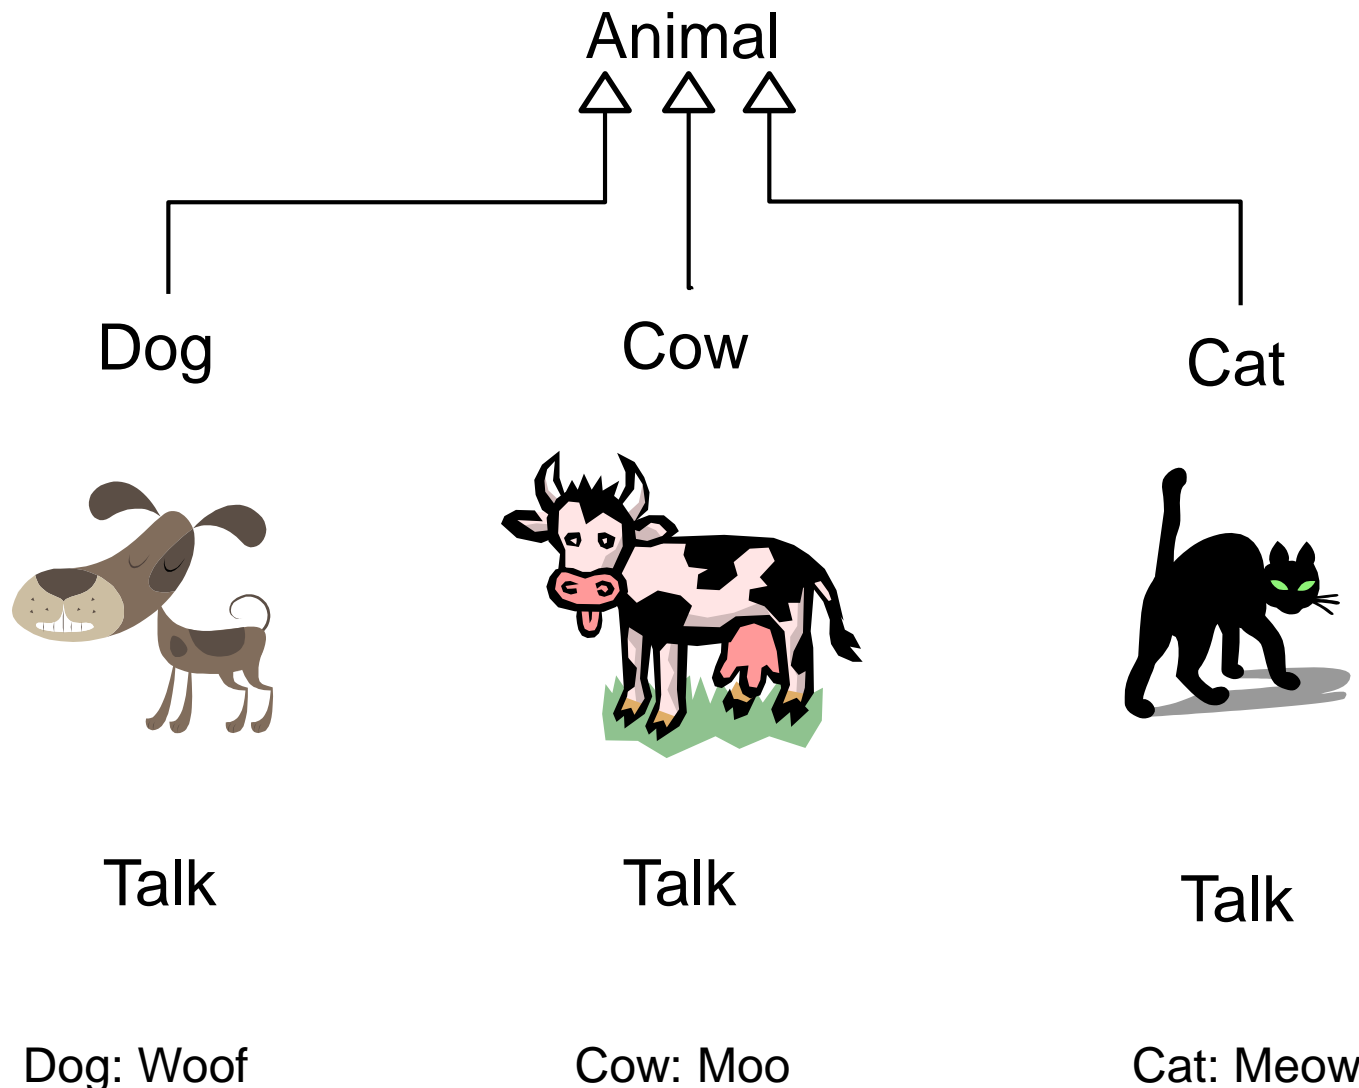 Animal
Dog
Cow
Cat
Talk
Talk
Talk
Dog: Woof
Cow: Moo
Cat: Meow